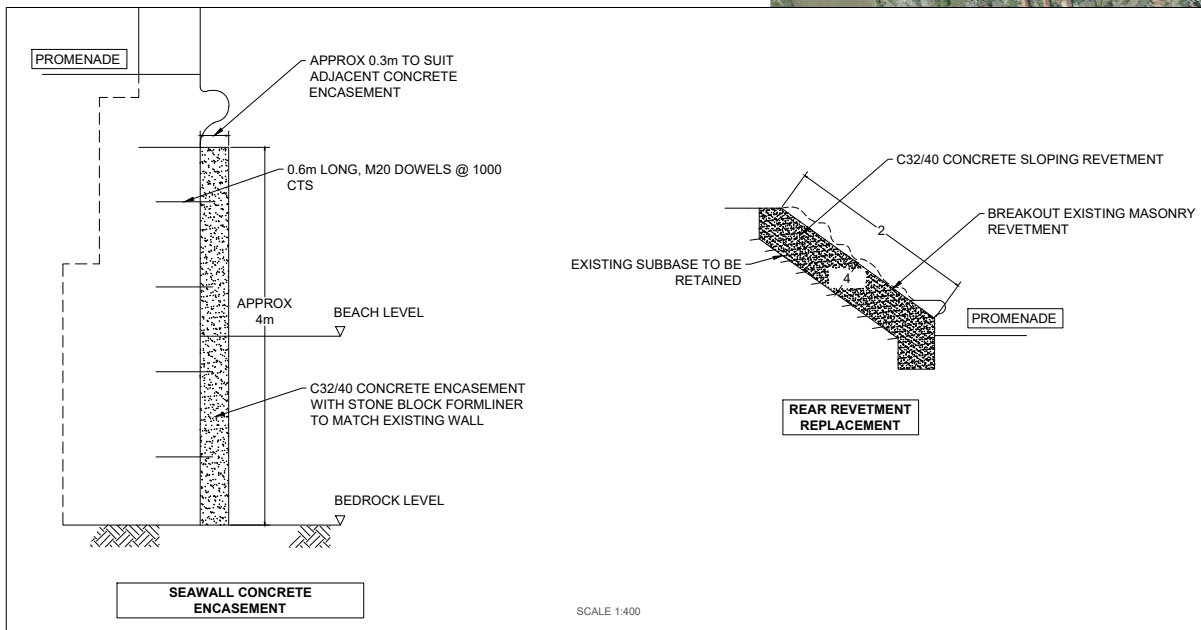 PROMENADE
APPROX 0.3m TO SUIT
ADJACENT CONCRETE
ENCASEMENT
0.6m LONG, M20 DOWELS @ 1000
CTS
APPROX
4m
BEACH LEVEL
C32/40 CONCRETE ENCASEMENT
WITH STONE BLOCK FORMLINER
TO MATCH EXISTING WALL
BEDROCK LEVEL
SEAWALL CONCRETE
ENCASEMENT
C32/40 CONCRETE SLOPING REVETMENT
BREAKOUT EXISTING MASONRY
REVETMENT
2
EXISTING SUBBASE TO BE
RETAINED
4
PROMENADE
REAR REVETMENT
REPLACEMENT
SCALE 1:400